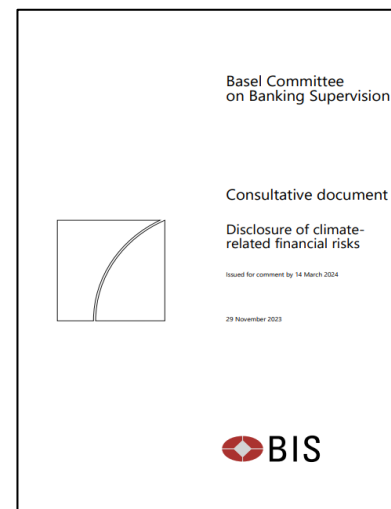 Basel Committee
on Banking Supervision
Consultative document
Disclosure of climate-
related financial risks
Issued for comment by 14 March 2024
29 November 2023
BIS